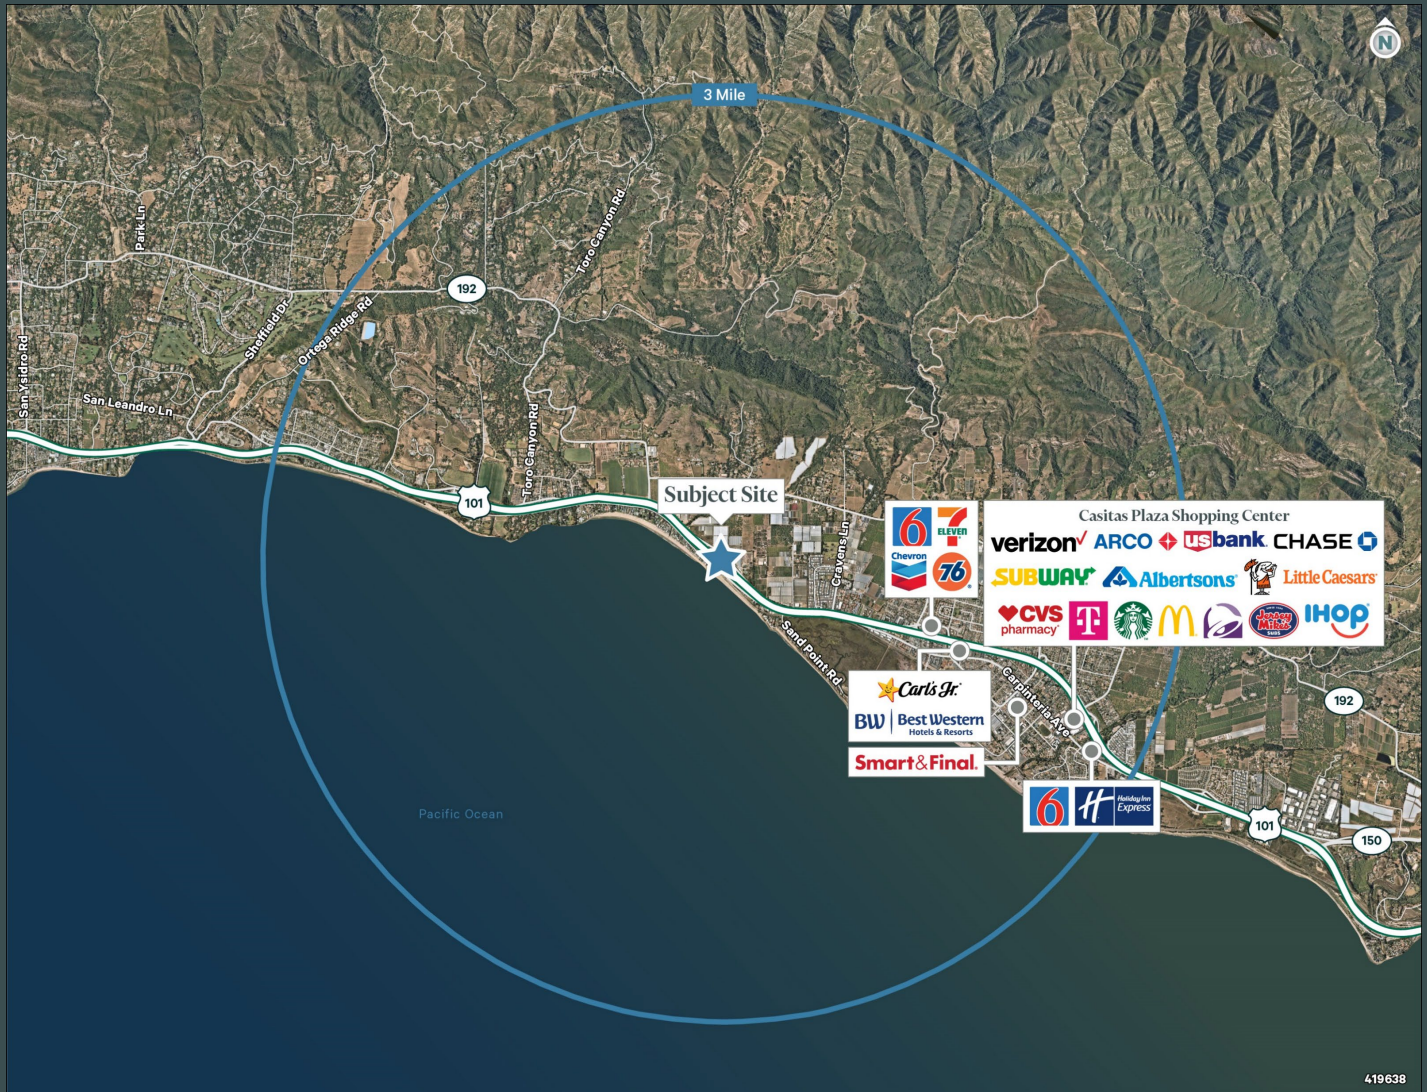 N
3 Mile
Park Ln
Toro Canyon Rd
192
Sheffield Dr
Ortega Ridge Rd
San Ysidro Rd
San Leandro Ln
Toro Canyon Rd
101
Subject Site
Cravens Ln
6
7
ELEVEN
Chevron
76
Casitas Plaza Shopping Center
verizon ARCO usbank. CHASE
SUBWAY Albertsons Little Caesars
CVS
pharmacy
T
M
NEW YORK
Jersey
Mike's
SUBS
IHOP
Sand Point Rd
Carl's Jr.
BW Best Western
Hotels & Resorts
Carpinteria Ave
192
Smart&Final.
6
H
Holiday Inn
Express
Pacific Ocean
101
150
419638